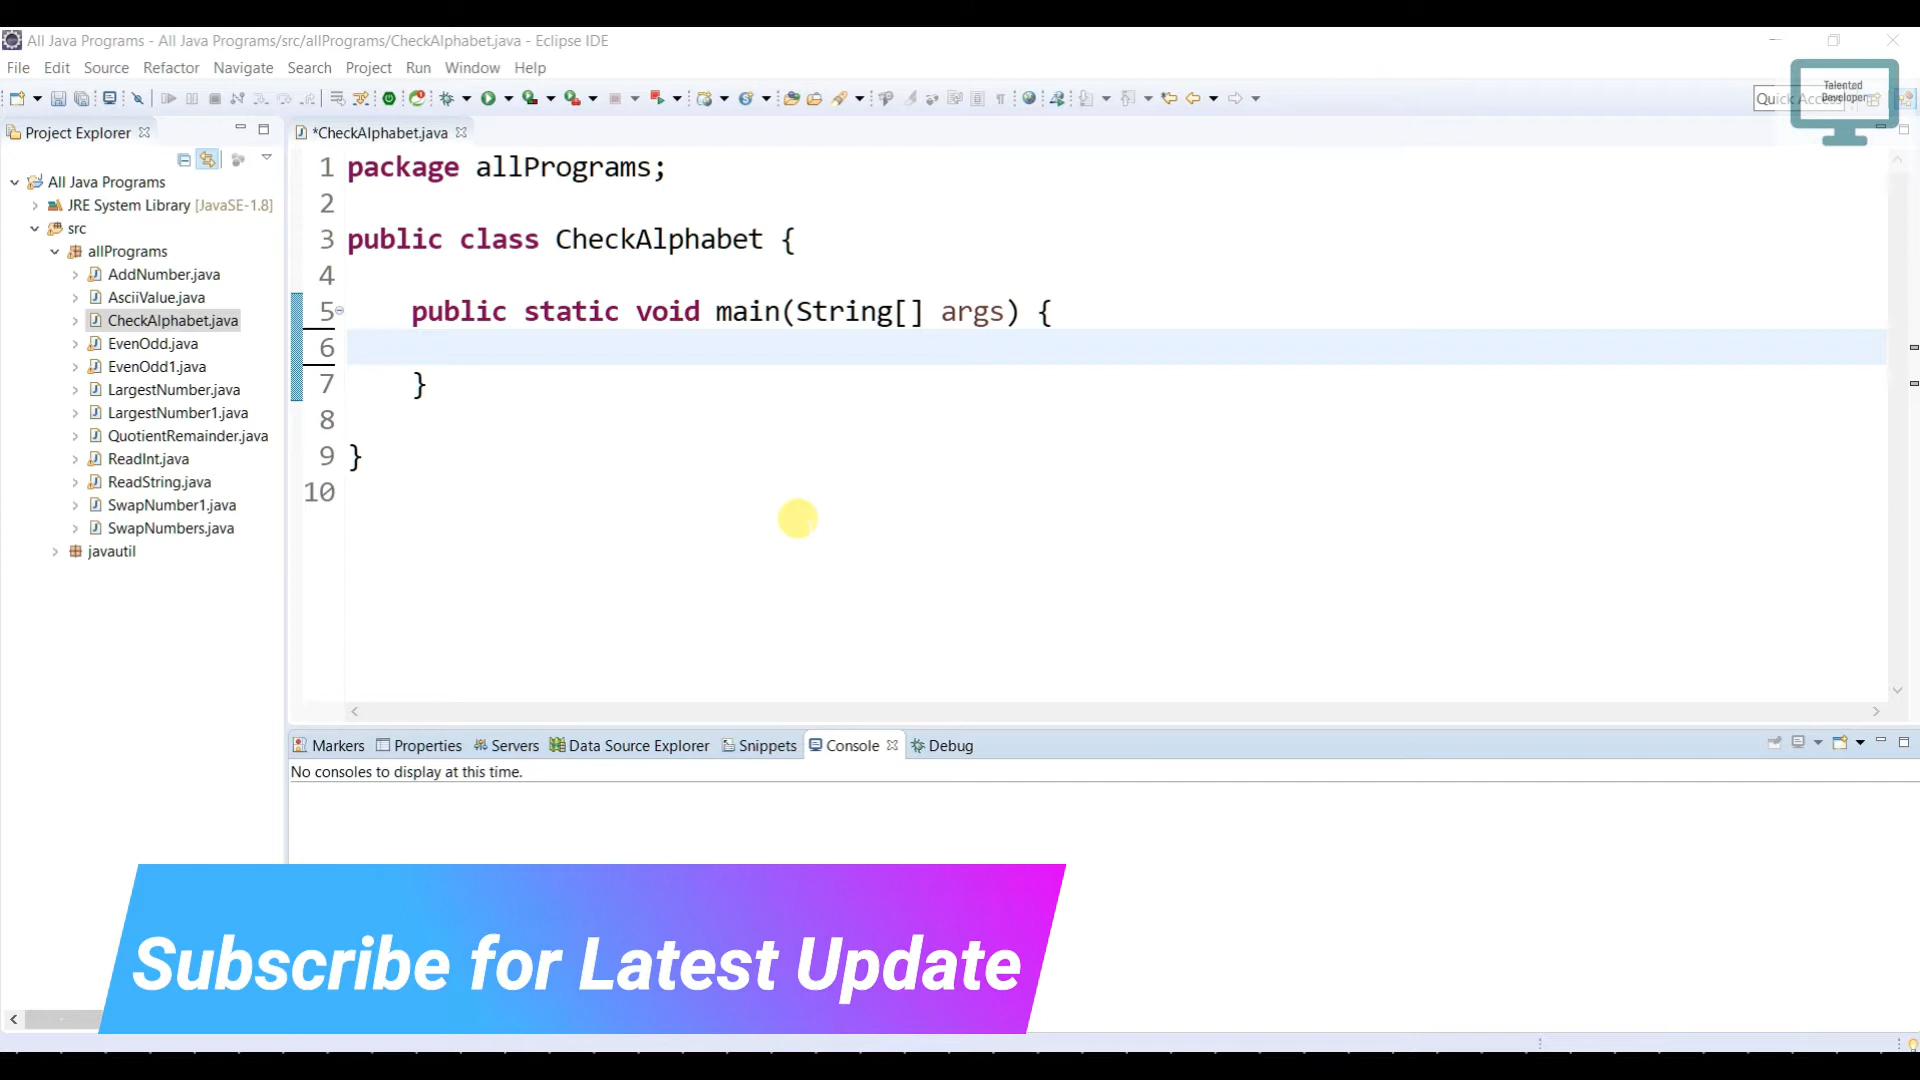 All Java Programs - All Java Programs/src/allPrograms/CheckAlphabet.java - Eclipse IDE
File Edit Source Refactor Navigate Search Project Run Window Help
Talented
Developer
Quick Access
Project Explorer
*CheckAlphabet.java
All Java Programs
JRE System Library [JavaSE-1.8]
src
allPrograms
AddNumber.java
AsciiValue.java
CheckAlphabet.java
EvenOdd.java
EvenOdd1.java
LargestNumber.java
LargestNumber1.java
QuotientRemainder.java
ReadInt.java
ReadString.java
SwapNumber1.java
SwapNumbers.java
javautil
1 package allPrograms;
2
3 public class CheckAlphabet {
4
5 public static void main(String[] args) {
6
7 }
8
9 }
10
Markers Properties Servers Data Source Explorer Snippets Console Debug
No consoles to display at this time.
Subscribe for Latest Update